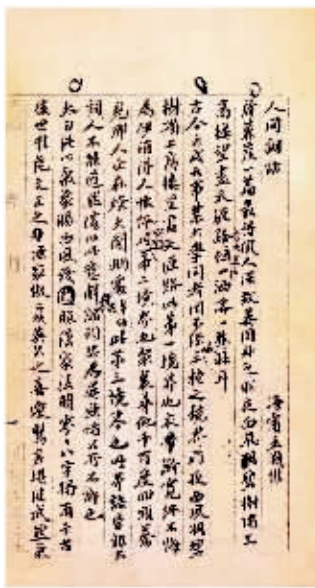 人間詞話 海寧王國維
詩蒹葭一篇最得風人深致晏同叔之昨夜西風凋碧樹獨上
高樓望盡天涯路但一洒落一悲壯耳
古今之成大事業大學問者罔不經三種之境界昨夜西風凋碧
樹獨上高樓望盡天涯路此第一境界也衣帶漸寬終不悔
為伊消得人憔悴此第二境界也眾裏尋他千百度回頭驀
見那人正在燈火闌珊處此第三境界也此等語皆非大
詞人不能道然遽以此意解諸詞恐為晏歐諸公所不許也
太白純以氣象勝西風殘照漢家陵闕寥寥八字獨有千古
後世唯范文正之漁家傲夏英公之喜遷鶯差堪繼武然氣